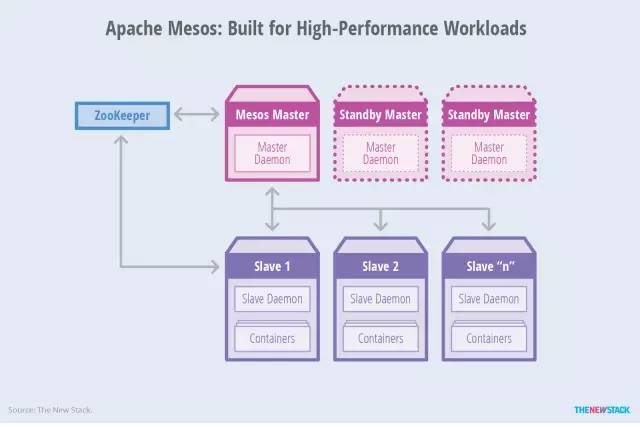 Apache Mesos: Built for High-Performance Workloads
ZooKeeper
Mesos Master
Standby Master
Standby Master
Master
Daemon
Master
Daemon
Master
Daemon
Slave 1
Slave 2
Slave “n”
Slave Daemon
Slave Daemon
Slave Daemon
Containers
Containers
Containers
Source: The New Stack.
THENEWSTACK